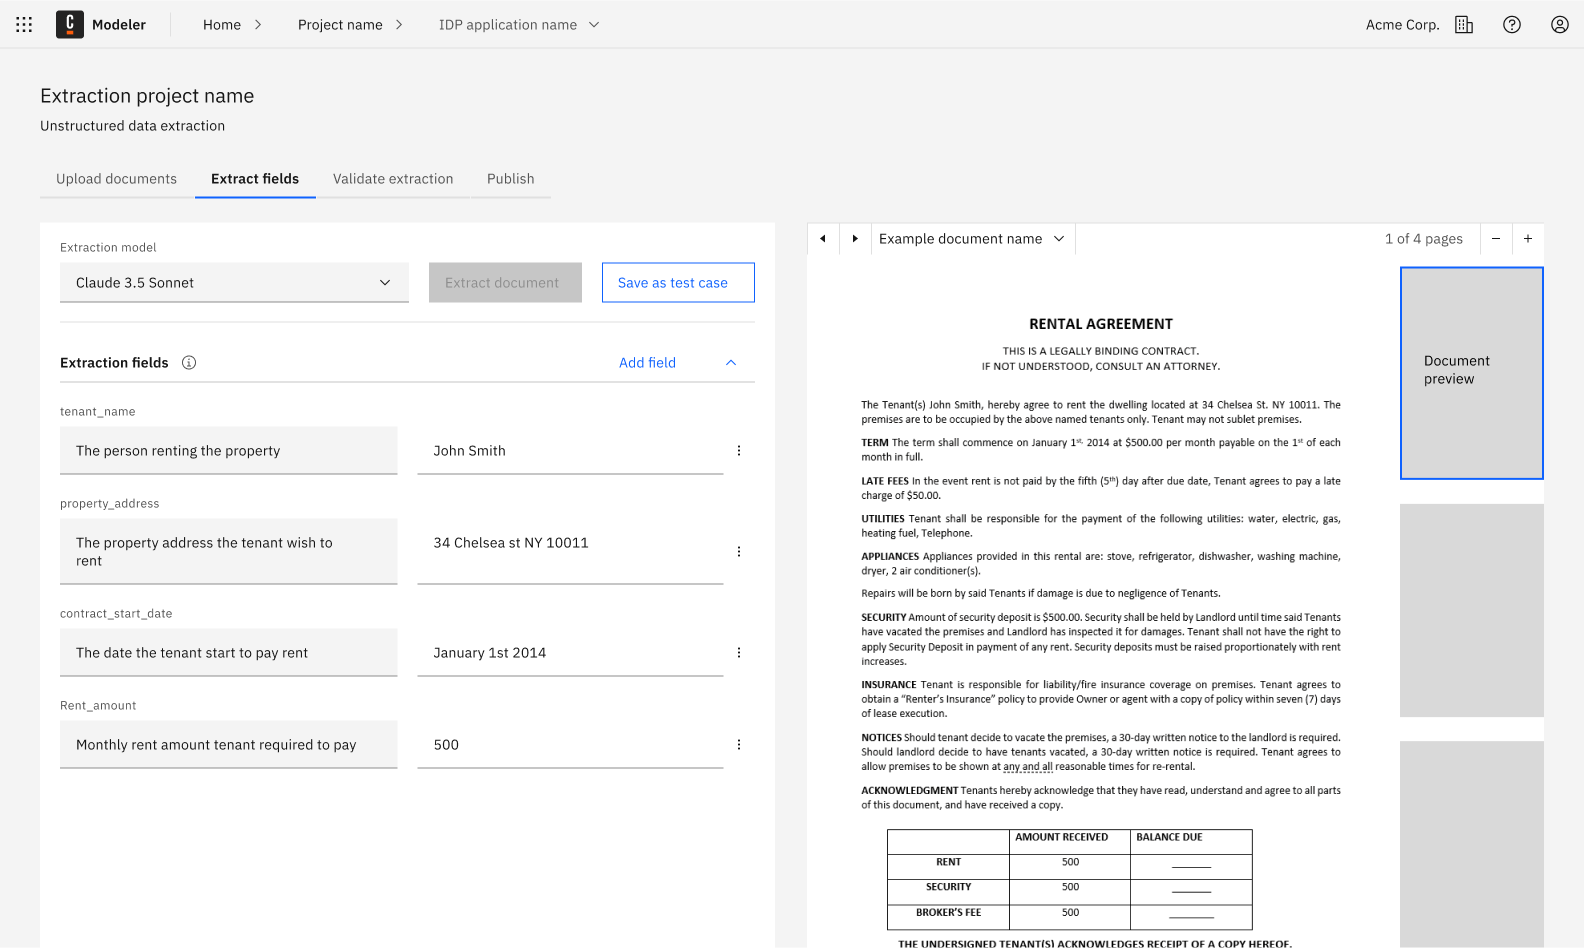 Modeler
Home
Project name
IDP application name
Acme Corp.
Extraction project name
Unstructured data extraction
Upload documents
Extract fields
Validate extraction
Publish
Extraction model
Claude 3.5 Sonnet
Extract document
Save as test case
Extraction fields
Add field
tenant_name
The person renting the property
John Smith
property_address
The property address the tenant wish to
rent
34 Chelsea st NY 10011
contract_start_date
The date the tenant start to pay rent
January 1st 2014
Rent_amount
Monthly rent amount tenant required to pay
500
Example document name
1 of 4 pages
RENTAL AGREEMENT
THIS IS A LEGALLY BINDING CONTRACT.
IF NOT UNDERSTOOD, CONSULT AN ATTORNEY.
The Tenant(s) John Smith, hereby agree to rent the dwelling located at 34 Chelsea St. NY 10011. The
premises are to be occupied by the above named tenants only. Tenant may not sublet premises.
TERM The term shall commence on January 1st, 2014 at $500.00 per month payable on the 1st of each
month in full.
LATE FEES In the event rent is not paid by the fifth (5th) day after due date, Tenant agrees to pay a late
charge of $50.00.
UTILITIES Tenant shall be responsible for the payment of the following utilities: water, electric, gas,
heating fuel, Telephone.
APPLIANCES Appliances provided in this rental are: stove, refrigerator, dishwasher, washing machine,
dryer, 2 air conditioner(s).
Repairs will be born by said Tenants if damage is due to negligence of Tenants.
SECURITY Amount of security deposit is $500.00. Security shall be held by Landlord until time said Tenants
have vacated the premises and Landlord has inspected it for damages. Tenant shall not have the right to
apply Security Deposit in payment of any rent. Security deposits must be raised proportionately with rent
increases.
INSURANCE Tenant is responsible for liability/fire insurance coverage on premises. Tenant agrees to
obtain a “Renter’s Insurance” policy to provide Owner or agent with a copy of policy within seven (7) days
of lease execution.
NOTICES Should tenant decide to vacate the premises, a 30-day written notice to the landlord is required.
Should landlord decide to have tenants vacated, a 30-day written notice is required. Tenant agrees to
allow premises to be shown at any and all reasonable times for re-rental.
ACKNOWLEDGMENT Tenants hereby acknowledge that they have read, understand and agree to all parts
of this document, and have received a copy.
AMOUNT RECEIVED BALANCE DUE
RENT 500
SECURITY 500
BROKER’S FEE 500
THE UNDERSIGNED TENANT(S) ACKNOWLEDGES RECEIPT OF A COPY HEREOF.
Document
preview